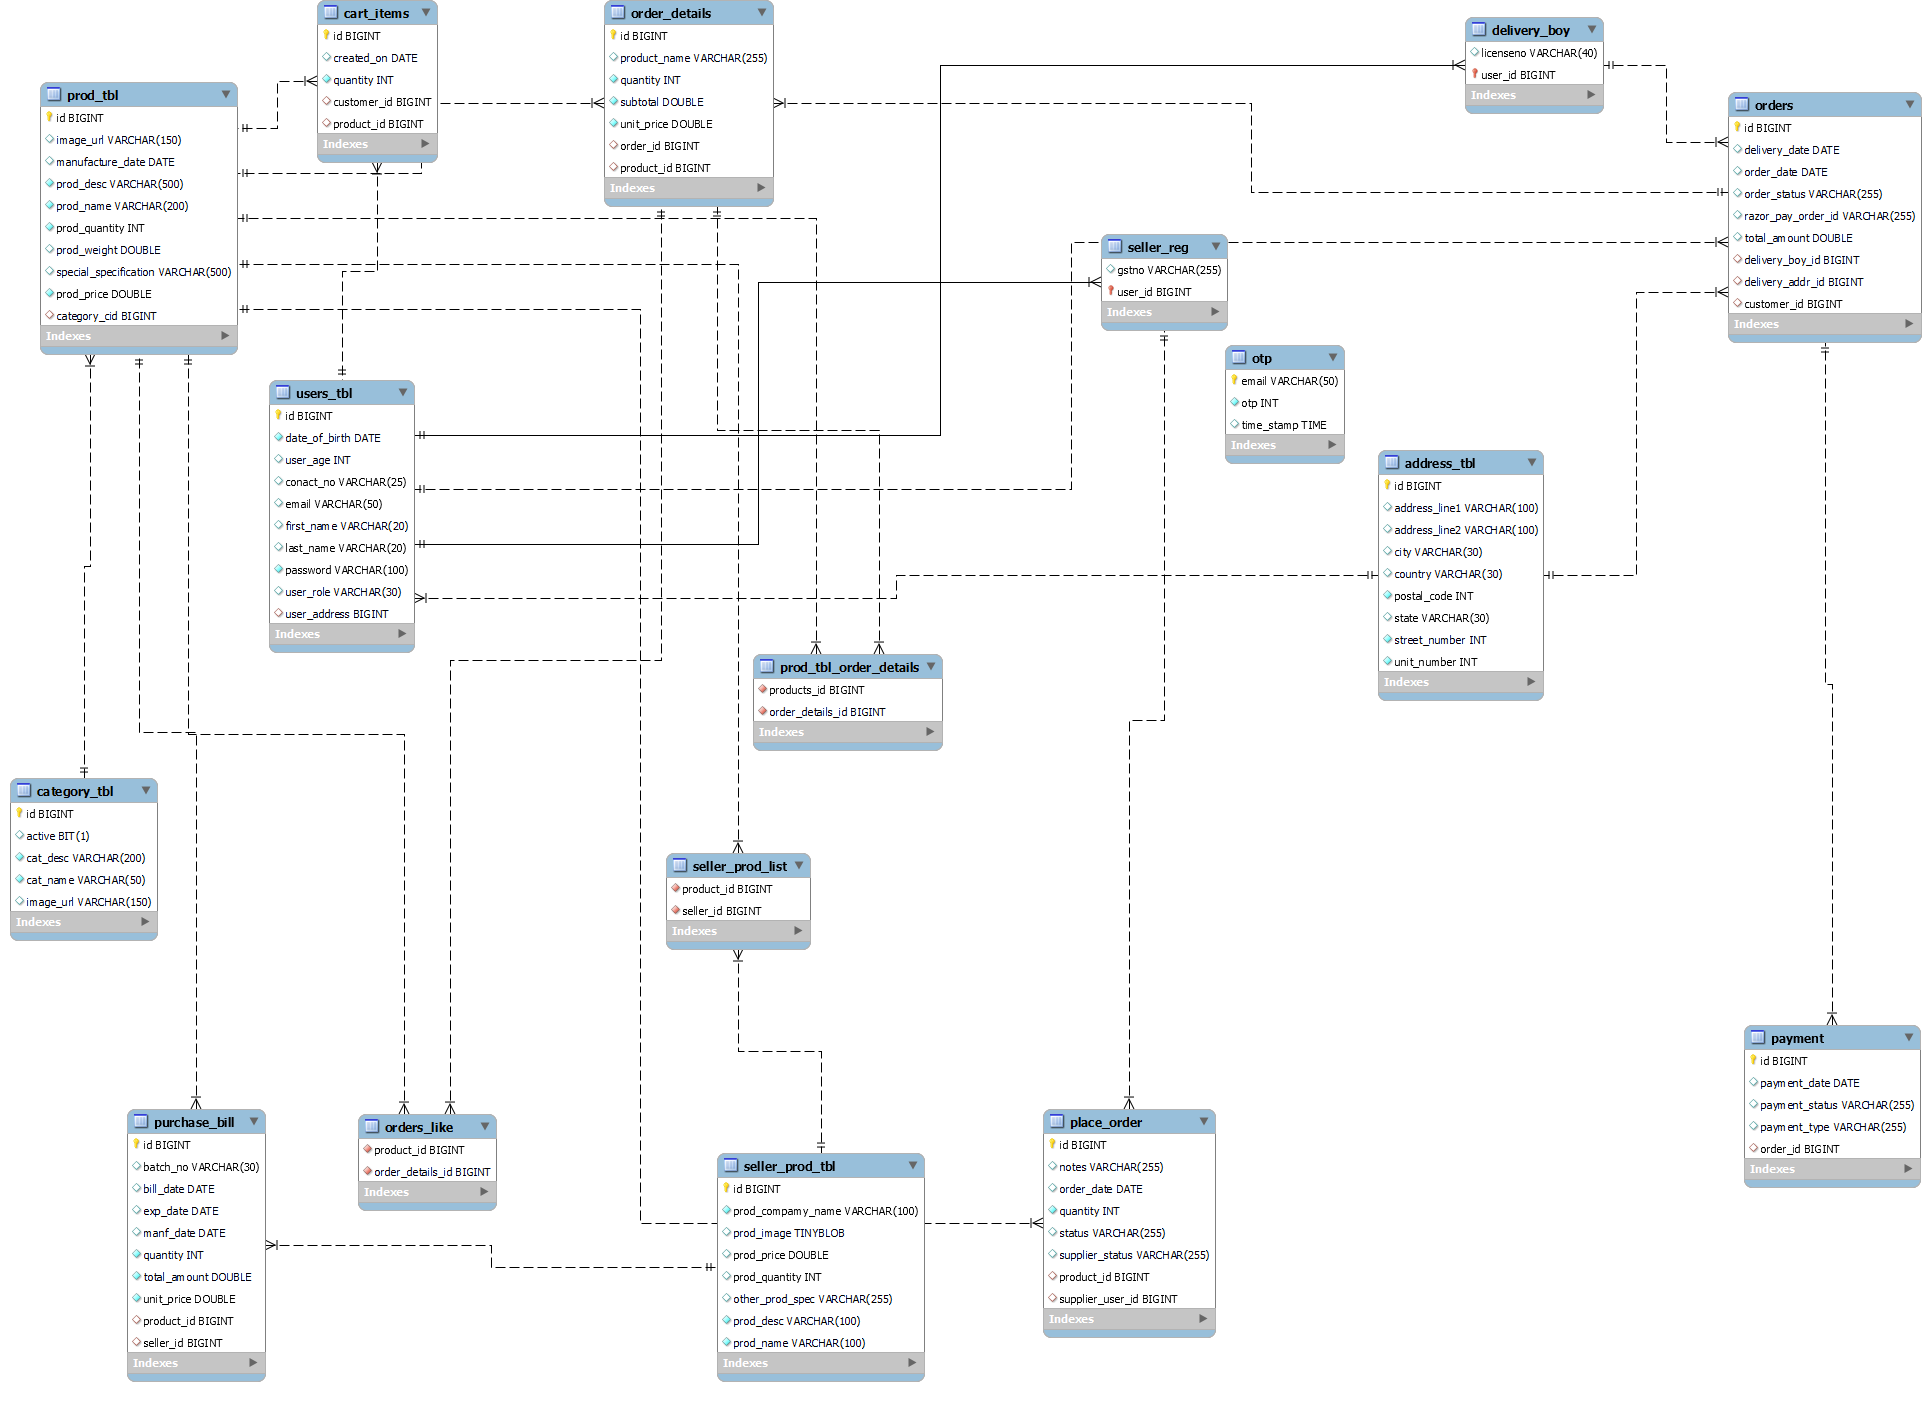 cart_items
id BIGINT
created_on DATE
quantity INT
customer_id BIGINT
product_id BIGINT
Indexes
order_details
id BIGINT
product_name VARCHAR(255)
quantity INT
subtotal DOUBLE
unit_price DOUBLE
order_id BIGINT
product_id BIGINT
Indexes
delivery_boy
licenseno VARCHAR(40)
user_id BIGINT
Indexes
prod_tbl
id BIGINT
image_url VARCHAR(150)
manufacture_date DATE
prod_desc VARCHAR(500)
prod_name VARCHAR(200)
prod_quantity INT
prod_weight DOUBLE
special_specification VARCHAR(500)
prod_price DOUBLE
category_cid BIGINT
Indexes
orders
id BIGINT
delivery_date DATE
order_date DATE
order_status VARCHAR(255)
razor_pay_order_id VARCHAR(255)
total_amount DOUBLE
delivery_boy_id BIGINT
delivery_addr_id BIGINT
customer_id BIGINT
Indexes
seller_reg
gstno VARCHAR(255)
user_id BIGINT
Indexes
otp
email VARCHAR(50)
otp INT
time_stamp TIME
Indexes
users_tbl
id BIGINT
date_of_birth DATE
user_age INT
conact_no VARCHAR(25)
email VARCHAR(50)
first_name VARCHAR(20)
last_name VARCHAR(20)
password VARCHAR(100)
user_role VARCHAR(30)
user_address BIGINT
Indexes
address_tbl
id BIGINT
address_line1 VARCHAR(100)
address_line2 VARCHAR(100)
city VARCHAR(30)
country VARCHAR(30)
postal_code INT
state VARCHAR(30)
street_number INT
unit_number INT
Indexes
prod_tbl_order_details
products_id BIGINT
order_details_id BIGINT
Indexes
category_tbl
id BIGINT
active BIT(1)
cat_desc VARCHAR(200)
cat_name VARCHAR(50)
image_url VARCHAR(150)
Indexes
seller_prod_list
product_id BIGINT
seller_id BIGINT
Indexes
payment
id BIGINT
payment_date DATE
payment_status VARCHAR(255)
payment_type VARCHAR(255)
order_id BIGINT
Indexes
purchase_bill
id BIGINT
batch_no VARCHAR(30)
bill_date DATE
exp_date DATE
manf_date DATE
quantity INT
total_amount DOUBLE
unit_price DOUBLE
product_id BIGINT
seller_id BIGINT
Indexes
orders_like
product_id BIGINT
order_details_id BIGINT
Indexes
seller_prod_tbl
id BIGINT
prod_compamy_name VARCHAR(100)
prod_image TINYBLOB
prod_price DOUBLE
prod_quantity INT
other_prod_spec VARCHAR(255)
prod_desc VARCHAR(100)
prod_name VARCHAR(100)
Indexes
place_order
id BIGINT
notes VARCHAR(255)
order_date DATE
quantity INT
status VARCHAR(255)
supplier_status VARCHAR(255)
product_id BIGINT
supplier_user_id BIGINT
Indexes